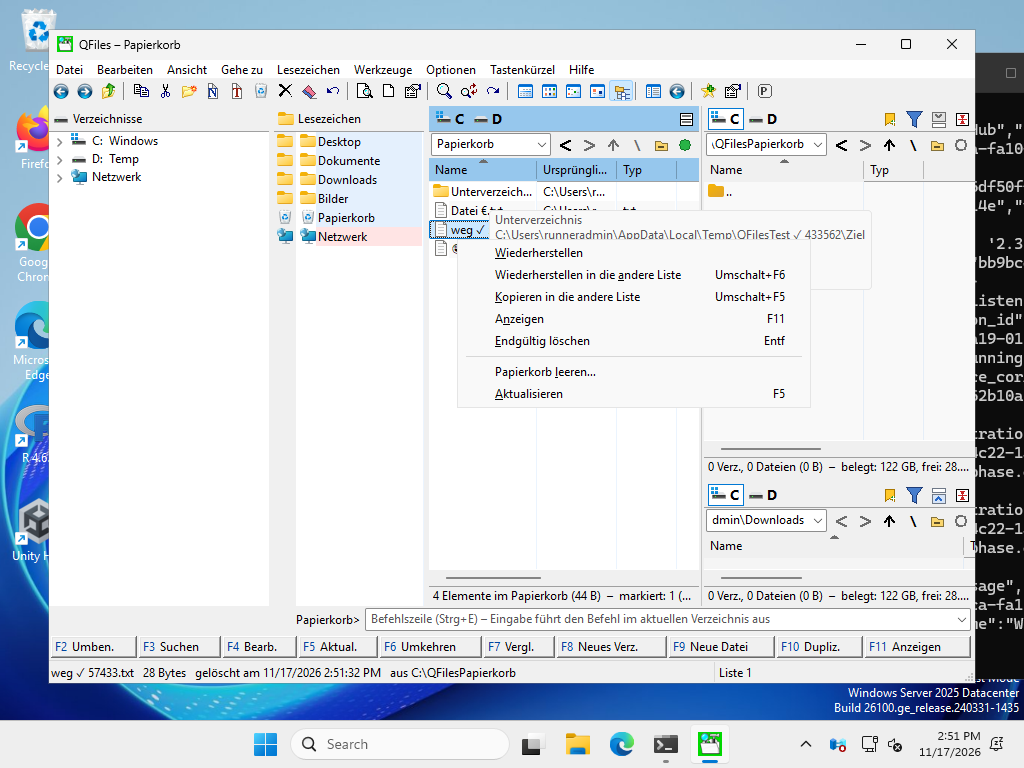 Recycle
Firefo
Goog
Chron
Micros
Edge
R 4.6
Unity H
QFiles – Papierkorb
Datei Bearbeiten Ansicht Gehe zu Lesezeichen Werkzeuge Optionen Tastenkürzel Hilfe
Verzeichnisse
C: Windows
D: Temp
Netzwerk
Lesezeichen
Desktop
Dokumente
Downloads
Bilder
Papierkorb
Netzwerk
C D
Papierkorb
Name Ursprüngli... Typ
Unterverzeich... C:\Users\r...
Datei €.txt
weg ✓
Unterverzeichnis
C:\Users\runneradmin\AppData\Local\Temp\QFilesTest ✓ 433562\Ziel
Wiederherstellen
Wiederherstellen in die andere Liste Umschalt+F6
Kopieren in die andere Liste Umschalt+F5
Anzeigen F11
Endgültig löschen Entf
Papierkorb leeren...
Aktualisieren F5
4 Elemente im Papierkorb (44 B) – markiert: 1 (...
C D
\QFilesPapierkorb
Name Typ
..
0 Verz., 0 Dateien (0 B) – belegt: 122 GB, frei: 28....
C D
dmin\Downloads
Name T
0 Verz., 0 Dateien (0 B) – belegt: 122 GB, frei: 28....
Papierkorb> Befehlszeile (Strg+E) – Eingabe führt den Befehl im aktuellen Verzeichnis aus
F2 Umben. F3 Suchen F4 Bearb. F5 Aktual. F6 Umkehren F7 Vergl. F8 Neues Verz. F9 Neue Datei F10 Dupliz. F11 Anzeigen
weg ✓ 57433.txt 28 Bytes gelöscht am 11/17/2026 2:51:32 PM aus C:\QFilesPapierkorb Liste 1
Windows Server 2025 Datacenter
Build 26100.ge_release.240331-1435
Search
2:51 PM
11/17/2026